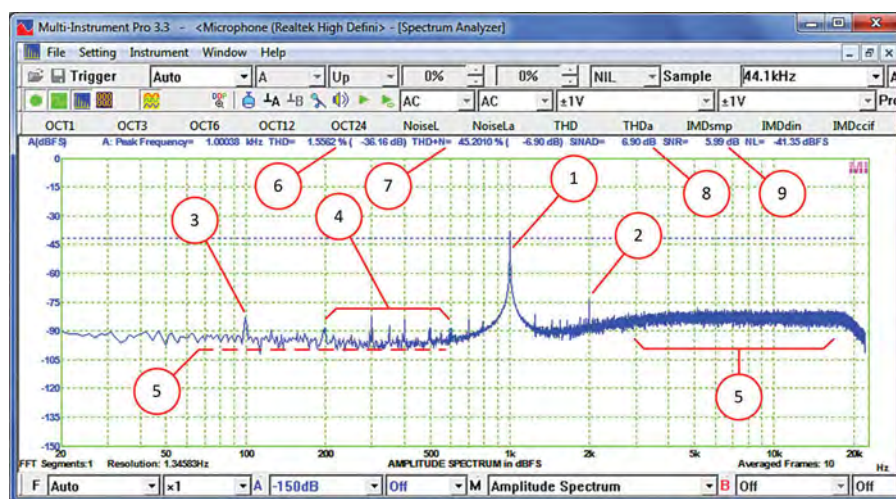 Multi-Instrument Pro 3.3 - <Microphone (Realtek High Defini> - [Spectrum Analyzer]
File Setting Instrument Window Help
Trigger Auto A Up 0% 0% NIL Sample 44.1kHz A
AC AC ±1V ±1V Pro
OCT1 OCT3 OCT6 OCT12 OCT24 NoiseL NoiseLa THD THDa IMDsmp IMDdin IMDccif
A(dBFS) A: Peak Frequency= 1.00038 kHz THD= 1.5562 % ( -36.16 dB) THD+N= 45.2010 % ( -6.90 dB) SINAD= 6.90 dB SNR= 5.99 dB NL= -41.35 dBFS
0
-15
-30
-45
-60
-75
-90
-105
-120
-135
-150
6
7
8
9
1
2
3
4
5
5
20 50 100 200 500 1k 2k 5k 10k 20k
Hz
FFT Segments:1 Resolution: 1.34583Hz AMPLITUDE SPECTRUM in dBFS Averaged Frames: 10
F Auto ×1 A -150dB Off M Amplitude Spectrum B Off Off